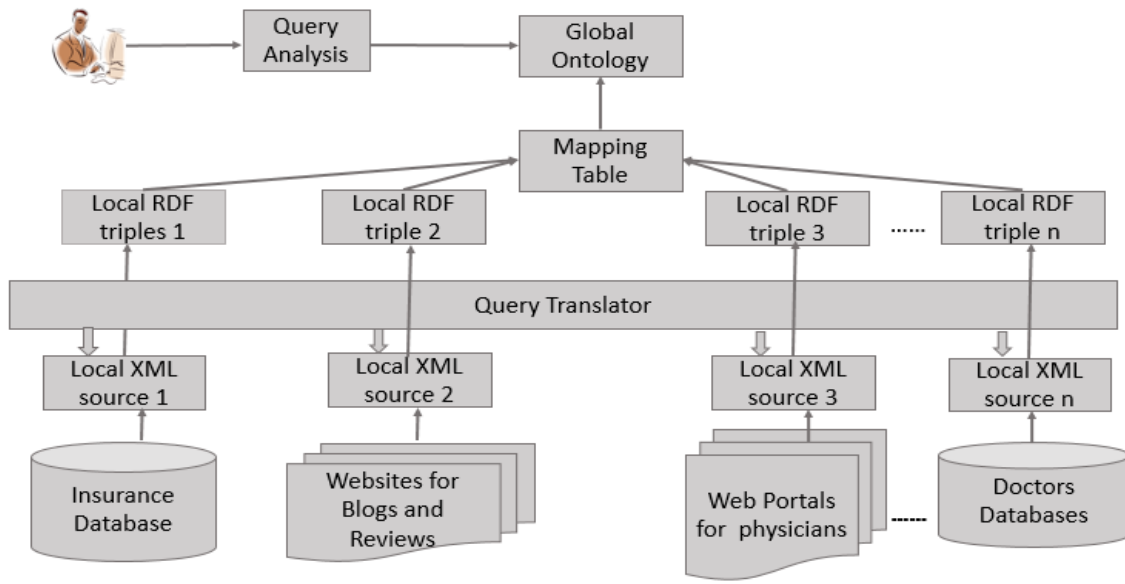 Query
Analysis
Global
Ontology
Mapping
Table
Local RDF
triples 1
Local RDF
triple 2
Local RDF
triple 3
......
Local RDF
triple n
Query Translator
Local XML
source 1
Local XML
source 2
Local XML
source 3
Local XML
source n
Insurance
Database
Websites for
Blogs and
Reviews
Web Portals
for physicians
.......
Doctors
Databases